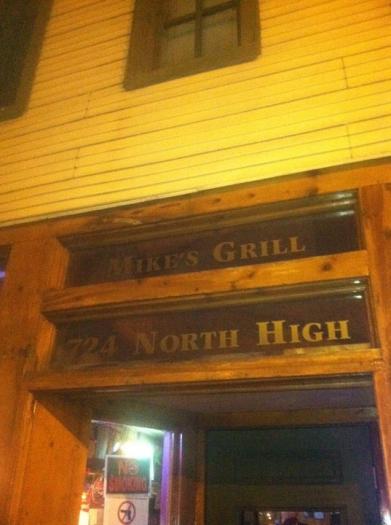 Mike's Grill
724 North High
NO
SMOKING